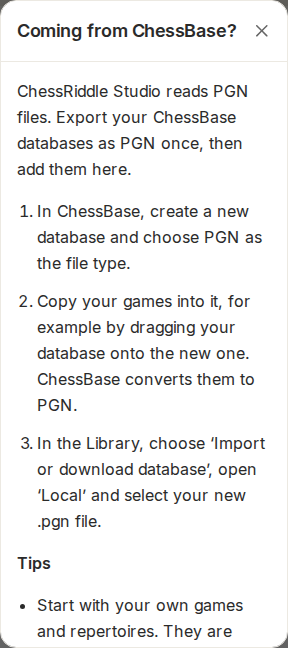 Coming from ChessBase?
ChessRiddle Studio reads PGN
files. Export your ChessBase
databases as PGN once, then
add them here.
1. In ChessBase, create a new
database and choose PGN as
the file type.
2. Copy your games into it, for
example by dragging your
database onto the new one.
ChessBase converts them to
PGN.
3. In the Library, choose ‘Import
or download database’, open
‘Local’ and select your new
.pgn file.
Tips
• Start with your own games
and repertoires. They are